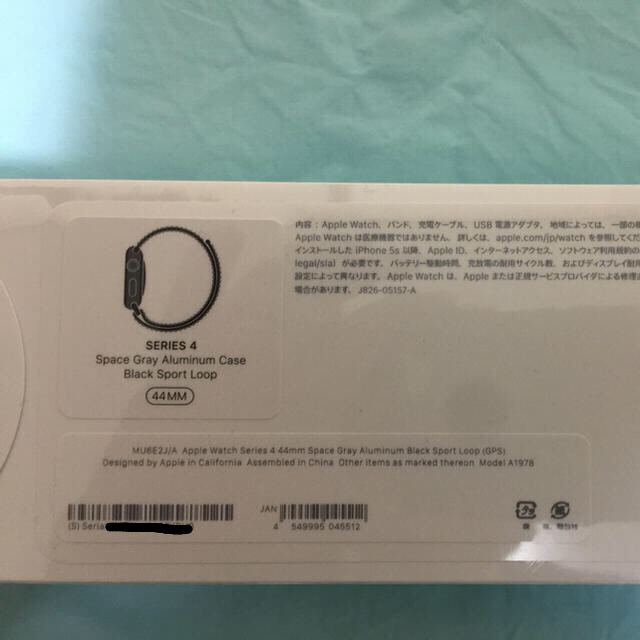 SERIES 4
Space Gray Aluminum Case
Black Sport Loop
44MM
内容：Apple Watch、バンド、充電ケーブル、USB 電源アダプタ。地域によっては、一部の
Apple Watch は医療機器ではありません。詳しくは、apple.com/jp/watch を参照してくだ
インストールした iPhone 5s 以降、Apple ID、インターネットアクセス、ソフトウェア利用規約の
legal/sla）が必要です。バッテリー駆動時間、充放電の耐用サイクル数、およびディスプレイ耐
設定によって異なります。Apple Watch は、Apple または正規サービスプロバイダによる修理ま
場合があります。J826-05157-A
MU6E2J/A Apple Watch Series 4 44mm Space Gray Aluminum Black Sport Loop (GPS)
Designed by Apple in California Assembled in China Other items as marked thereon Model A1978
(S) Seria
JAN
4 549995 045512